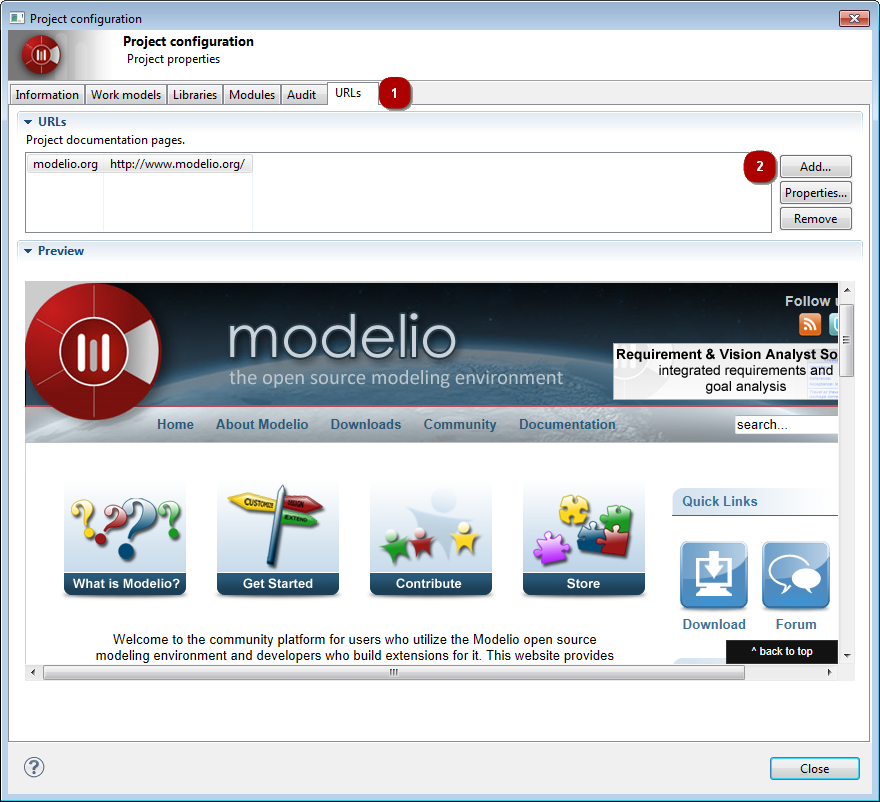 Project configuration
Project configuration
Project properties
Information Work models Libraries Modules Audit URLs 1
URLs
Project documentation pages.
modelio.org http://www.modelio.org/
2 Add...
Properties...
Remove
Preview
Follow
modelio
the open source modeling environment
Requirement & Vision Analyst So
integrated requirements and
goal analysis
Home About Modelio Downloads Community Documentation
search...
CUSTOMIZE
EXTEND
Quick Links
What is Modelio? Get Started Contribute Store
Download Forum
Welcome to the community platform for users who utilize the Modelio open source
modeling environment and developers who build extensions for it. This website provides
^ back to top
? Close